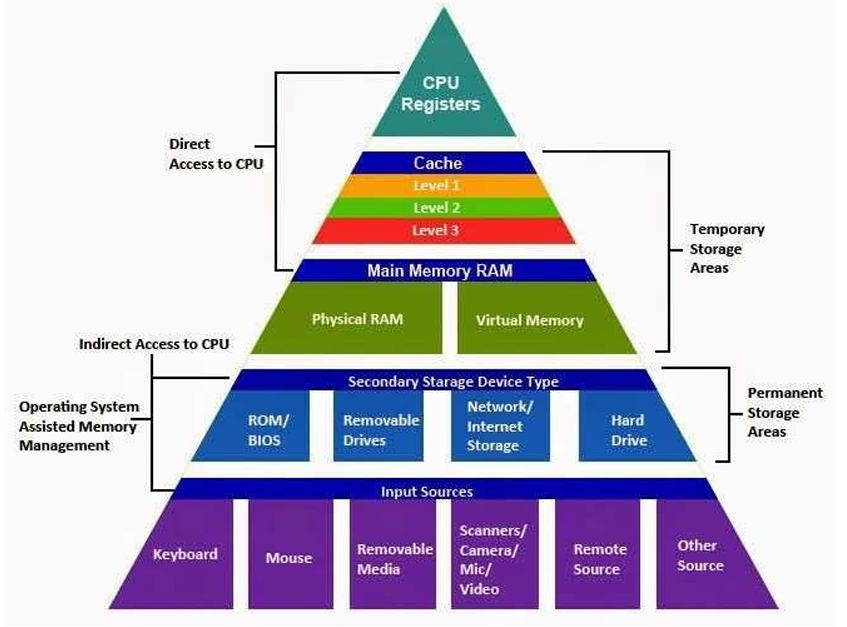 CPU
Registers
Direct
Access to CPU
Cache
Level 1
Level 2
Level 3
Temporary
Storage
Areas
Main Memory RAM
Physical RAM
Virtual Memory
Indirect Access to CPU
Operating System
Assisted Memory
Management
Secondary Starage Device Type
ROM/
BIOS
Removable
Drives
Network/
Internet
Storage
Hard
Drive
Permanent
Storage
Areas
Input Sources
Keyboard
Mouse
Removable
Media
Scanners/
Camera/
Mic/
Video
Remote
Source
Other
Source